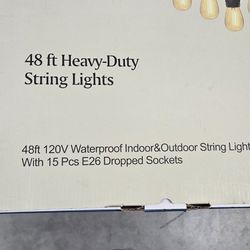 48 ft Heavy-Duty
String Lights
48ft 120V Waterproof Indoor&Outdoor String Light
With 15 Pcs E26 Dropped Sockets